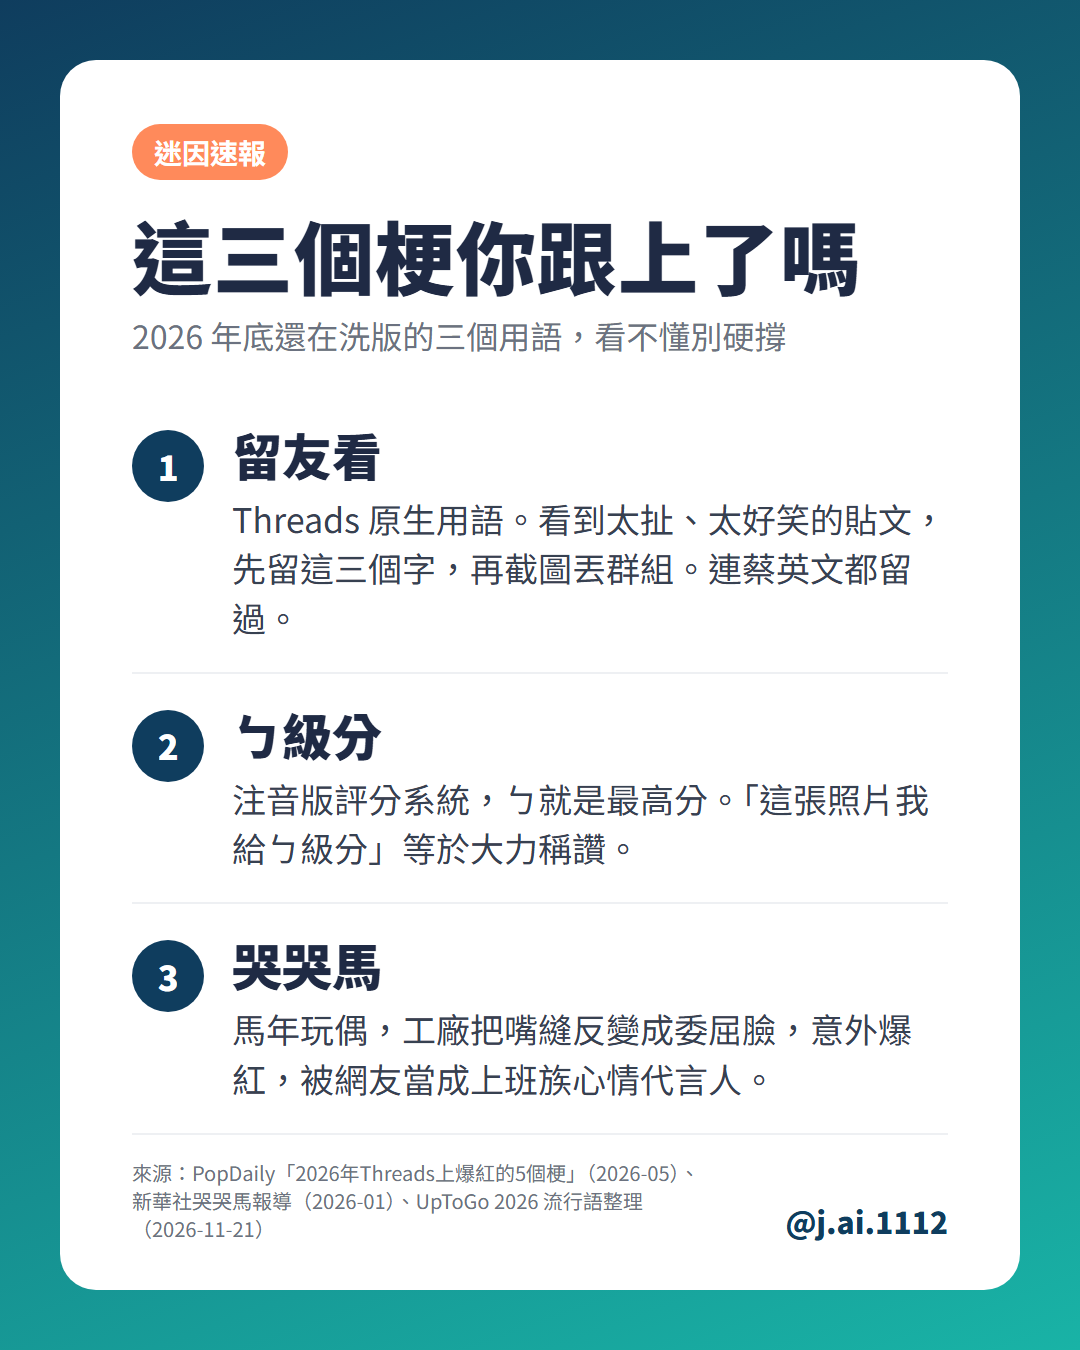 迷因速報
這三個梗你跟上了嗎
2026 年底還在洗版的三個用語，看不懂別硬撐
1
留友看
Threads 原生用語。看到太扯、太好笑的貼文，
先留這三個字，再截圖丟群組。連蔡英文都留
過。
2
ㄅ級分
注音版評分系統，ㄅ就是最高分。「這張照片我
給ㄅ級分」等於大力稱讚。
3
哭哭馬
馬年玩偶，工廠把嘴縫反變成委屈臉，意外爆
紅，被網友當成上班族心情代言人。
來源：PopDaily「2026年Threads上爆紅的5個梗」（2026-05）、
新華社哭哭馬報導（2026-01）、UpToGo 2026 流行語整理
（2026-11-21）
@j.ai.1112